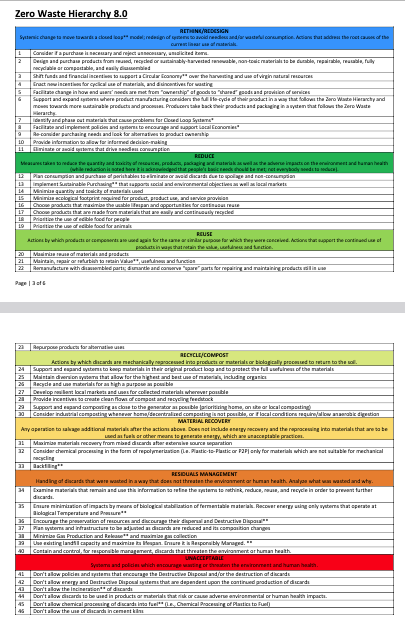 Zero Waste Hierarchy 8.0
RETHINK/REDESIGN
Systemic change to move towards a closed loop** model; redesign of systems to avoid needless and/or wasteful consumption. Actions that address the root causes of the
current linear use of materials.
1 Consider if a purchase is necessary and reject unnecessary, unsolicited items.
2 Design and purchase products from reused, recycled or sustainably-harvested renewable, non-toxic materials to be durable, repairable, reusable, fully
recyclable or compostable, and easily disassembled
3 Shift funds and financial incentives to support a Circular Economy** over the harvesting and use of virgin natural resources
4 Enact new incentives for cyclical use of materials, and disincentives for wasting
5 Facilitate change in how end users' needs are met from "ownership" of goods to "shared" goods and provision of services
6 Support and expand systems where product manufacturing considers the full life-cycle of their product in a way that follows the Zero Waste Hierarchy and
moves towards more sustainable products and processes. Producers take back their products and packaging in a system that follows the Zero Waste
Hierarchy.
7 Identify and phase out materials that cause problems for Closed Loop Systems*
8 Facilitate and implement policies and systems to encourage and support Local Economies*
9 Re-consider purchasing needs and look for alternatives to product ownership
10 Provide information to allow for informed decision-making
11 Eliminate or avoid systems that drive needless consumption
REDUCE
Measures taken to reduce the quantity and toxicity of resources, products, packaging and materials as well as the adverse impacts on the environment and human health
(while reduction is noted here it is acknowledged that people's basic needs should be met; not everybody needs to reduce).
12 Plan consumption and purchase of perishables to eliminate or avoid discards due to spoilage and non-consumption
13 Implement Sustainable Purchasing** that supports social and environmental objectives as well as local markets
14 Minimize quantity and toxicity of materials used
15 Minimize ecological footprint required for product, product use, and service provision
16 Choose products that maximize the usable lifespan and opportunities for continuous reuse
17 Choose products that are made from materials that are easily and continuously recycled
18 Prioritize the use of edible food for people
19 Prioritize the use of edible food for animals
REUSE
Actions by which products or components are used again for the same or similar purpose for which they were conceived. Actions that support the continued use of
products in ways that retain the value, usefulness and function.
20 Maximize reuse of materials and products
21 Maintain, repair or refurbish to retain Value**, usefulness and function
22 Remanufacture with disassembled parts; dismantle and conserve "spare" parts for repairing and maintaining products still in use
Page | 3 of 6
23 Repurpose products for alternative uses
RECYCLE/COMPOST
Actions by which discards are mechanically reprocessed into products or materials or biologically processed to return to the soil.
24 Support and expand systems to keep materials in their original product loop and to protect the full usefulness of the materials
25 Maintain diversion systems that allow for the highest and best use of materials, including organics
26 Recycle and use materials for as high a purpose as possible
27 Develop resilient local markets and uses for collected materials wherever possible
28 Provide incentives to create clean flows of compost and recycling feedstock
29 Support and expand composting as close to the generator as possible (prioritizing home, on site or local composting)
30 Consider industrial composting whenever home/decentralized composting is not possible, or if local conditions require/allow anaerobic digestion
MATERIAL RECOVERY
Any operation to salvage additional materials after the actions above. Does not include energy recovery and the reprocessing into materials that are to be
used as fuels or other means to generate energy, which are unacceptable practices.
31 Maximize materials recovery from mixed discards after extensive source separation
32 Consider chemical processing in the form of repolymerization (i.e. Plastic-to-Plastic or P2P) only for materials which are not suitable for mechanical
recycling
33 Backfilling**
RESIDUALS MANAGEMENT
Handling of discards that were wasted in a way that does not threaten the environment or human health. Analyze what was wasted and why.
34 Examine materials that remain and use this information to refine the systems to rethink, reduce, reuse, and recycle in order to prevent further
discards.
35 Ensure minimization of impacts by means of biological stabilization of fermentable materials. Recover energy using only systems that operate at
Biological Temperature and Pressure**
36 Encourage the preservation of resources and discourage their dispersal and Destructive Disposal**
37 Plan systems and infrastructure to be adjusted as discards are reduced and its composition changes
38 Minimize Gas Production and Release** and maximize gas collection
39 Use existing landfill capacity and maximize its lifespan. Ensure it is Responsibly Managed. **
40 Contain and control, for responsible management, discards that threaten the environment or human health.
UNACCEPTABLE
Systems and policies which encourage wasting or threaten the environment and human health.
41 Don't allow policies and systems that encourage the Destructive Disposal and/or the destruction of discards
42 Don't allow energy and Destructive Disposal systems that are dependent upon the continued production of discards
43 Don't allow the Incineration** of discards
44 Don't allow discards to be used in products or materials that risk or cause adverse environmental or human health impacts.
45 Don't allow chemical processing of discards into fuel** (i.e., Chemical Processing of Plastics to Fuel)
46 Don't allow the use of discards in cement kilns